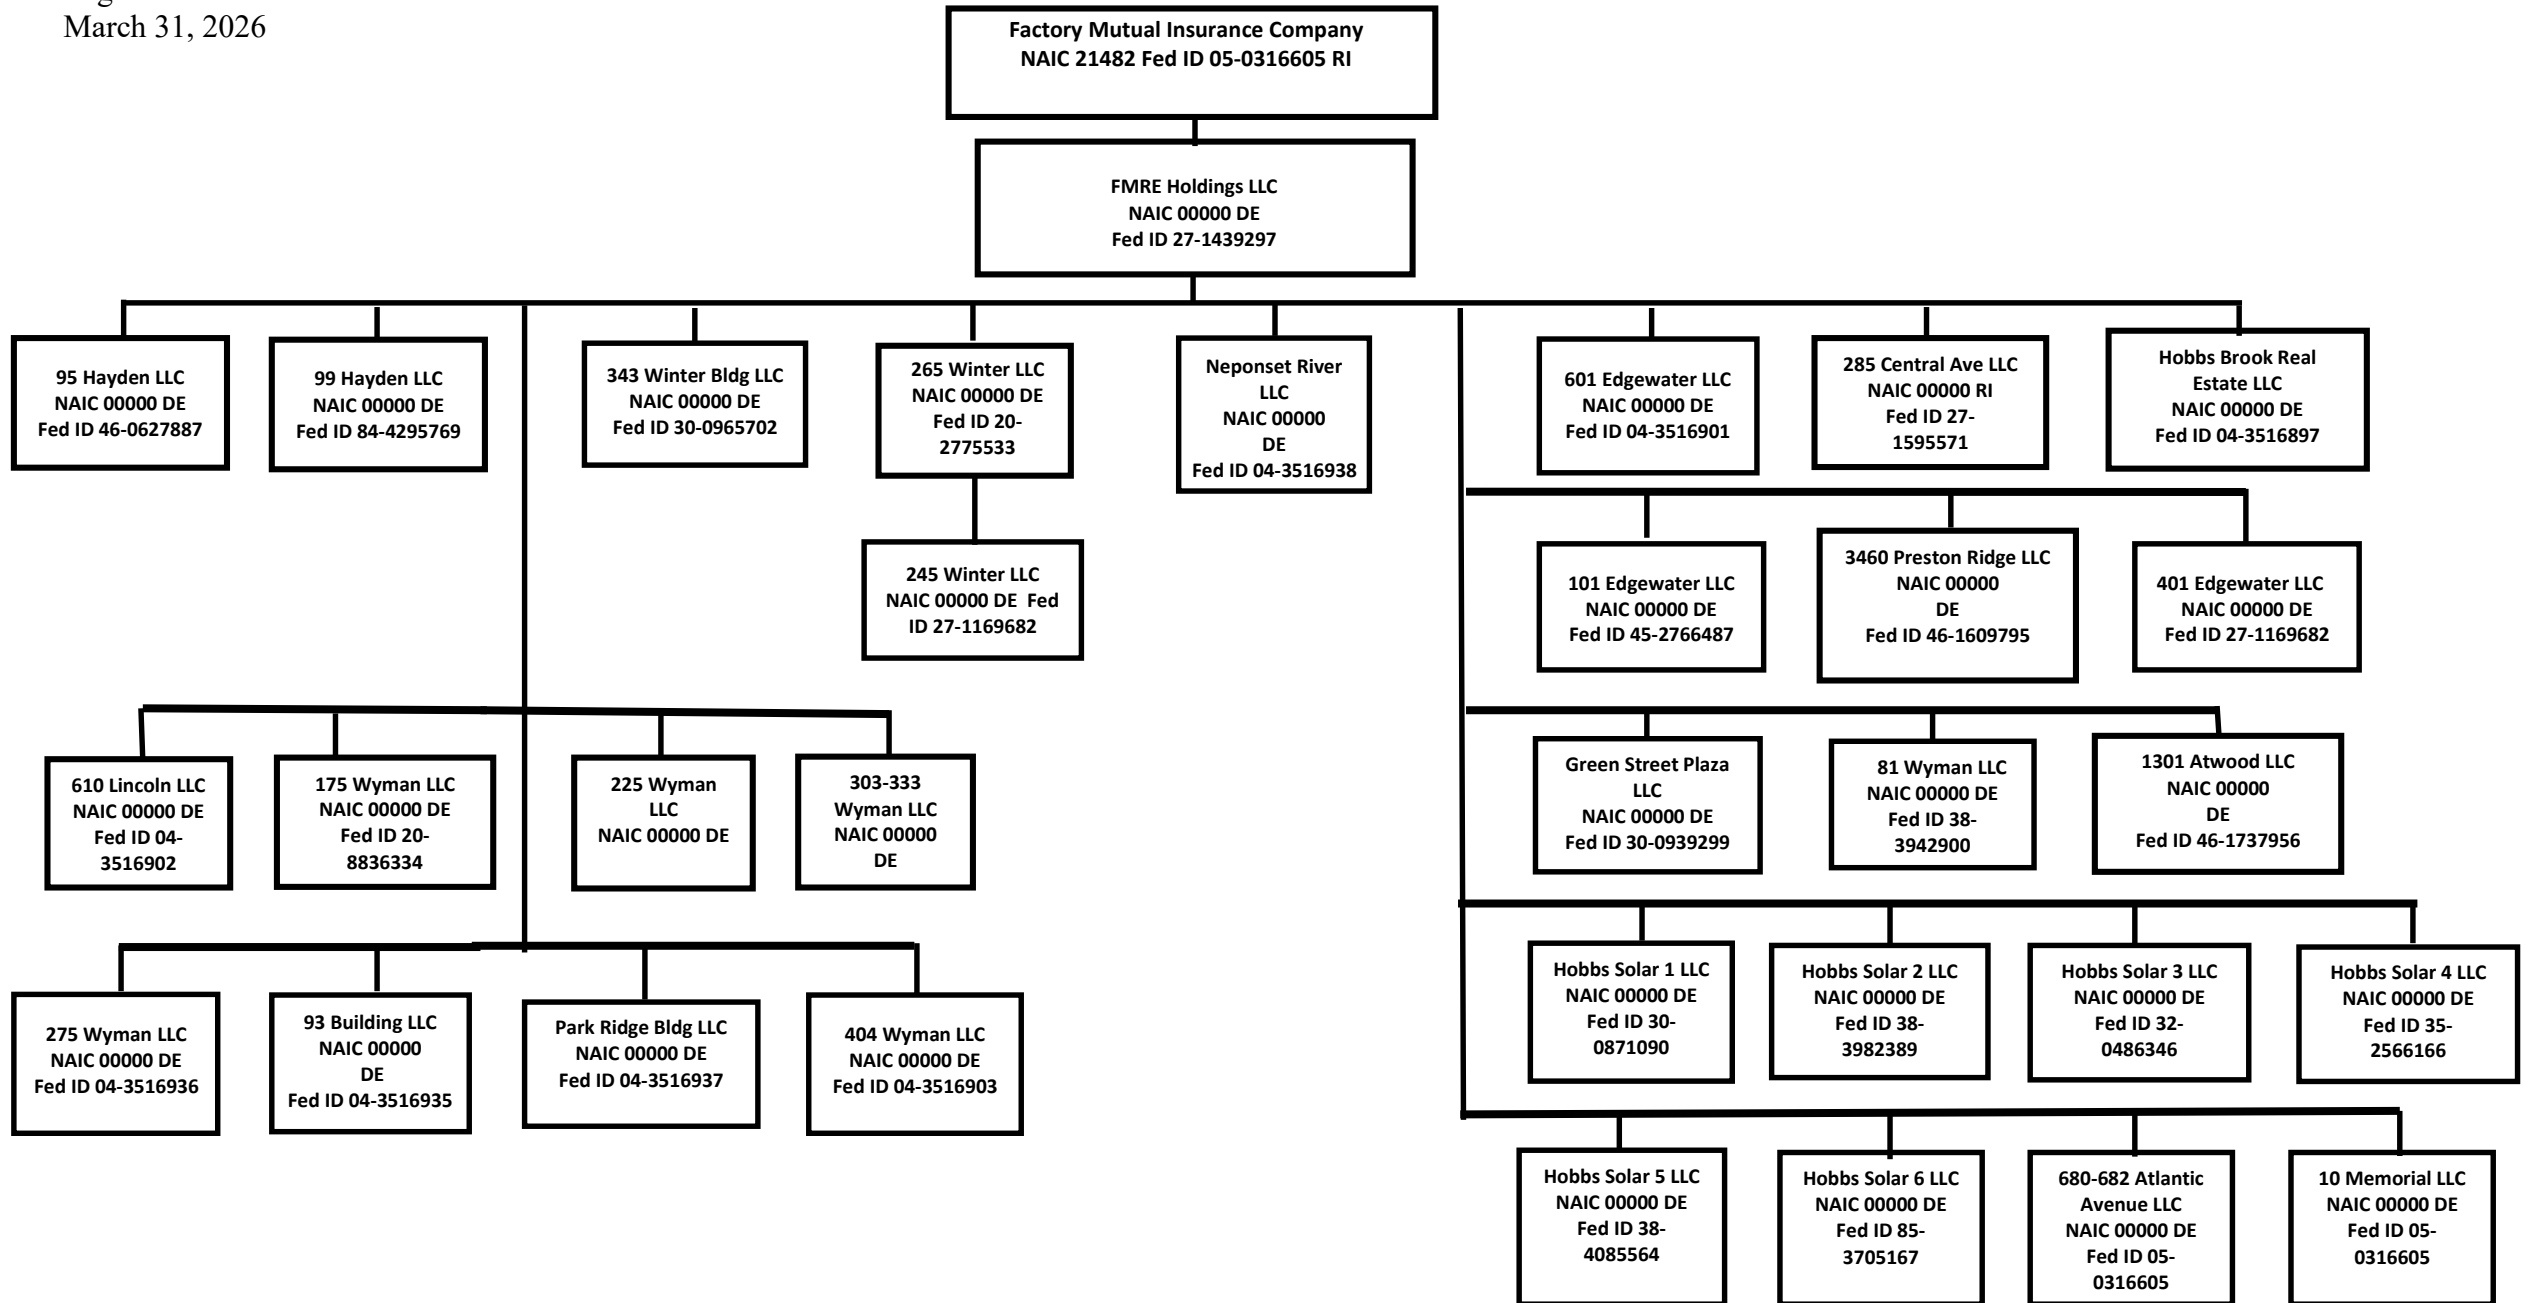 March 31, 2026
Factory Mutual Insurance Company
NAIC 21482 Fed ID 05-0316605 RI
FMRE Holdings LLC
NAIC 00000 DE
Fed ID 27-1439297
95 Hayden LLC
NAIC 00000 DE
Fed ID 46-0627887
99 Hayden LLC
NAIC 00000 DE
Fed ID 84-4295769
343 Winter Bldg LLC
NAIC 00000 DE
Fed ID 30-0965702
265 Winter LLC
NAIC 00000 DE
Fed ID 20-
2775533
Neponset River
LLC
NAIC 00000
DE
Fed ID 04-3516938
601 Edgewater LLC
NAIC 00000 DE
Fed ID 04-3516901
285 Central Ave LLC
NAIC 00000 RI
Fed ID 27-
1595571
Hobbs Brook Real
Estate LLC
NAIC 00000 DE
Fed ID 04-3516897
245 Winter LLC
NAIC 00000 DE Fed
ID 27-1169682
101 Edgewater LLC
NAIC 00000 DE
Fed ID 45-2766487
3460 Preston Ridge LLC
NAIC 00000
DE
Fed ID 46-1609795
401 Edgewater LLC
NAIC 00000 DE
Fed ID 27-1169682
610 Lincoln LLC
NAIC 00000 DE
Fed ID 04-
3516902
175 Wyman LLC
NAIC 00000 DE
Fed ID 20-
8836334
225 Wyman
LLC
NAIC 00000 DE
303-333
Wyman LLC
NAIC 00000
DE
Green Street Plaza
LLC
NAIC 00000 DE
Fed ID 30-0939299
81 Wyman LLC
NAIC 00000 DE
Fed ID 38-
3942900
1301 Atwood LLC
NAIC 00000
DE
Fed ID 46-1737956
275 Wyman LLC
NAIC 00000 DE
Fed ID 04-3516936
93 Building LLC
NAIC 00000
DE
Fed ID 04-3516935
Park Ridge Bldg LLC
NAIC 00000 DE
Fed ID 04-3516937
404 Wyman LLC
NAIC 00000 DE
Fed ID 04-3516903
Hobbs Solar 1 LLC
NAIC 00000 DE
Fed ID 30-
0871090
Hobbs Solar 2 LLC
NAIC 00000 DE
Fed ID 38-
3982389
Hobbs Solar 3 LLC
NAIC 00000 DE
Fed ID 32-
0486346
Hobbs Solar 4 LLC
NAIC 00000 DE
Fed ID 35-
2566166
Hobbs Solar 5 LLC
NAIC 00000 DE
Fed ID 38-
4085564
Hobbs Solar 6 LLC
NAIC 00000 DE
Fed ID 85-
3705167
680-682 Atlantic
Avenue LLC
NAIC 00000 DE
Fed ID 05-
0316605
10 Memorial LLC
NAIC 00000 DE
Fed ID 05-
0316605